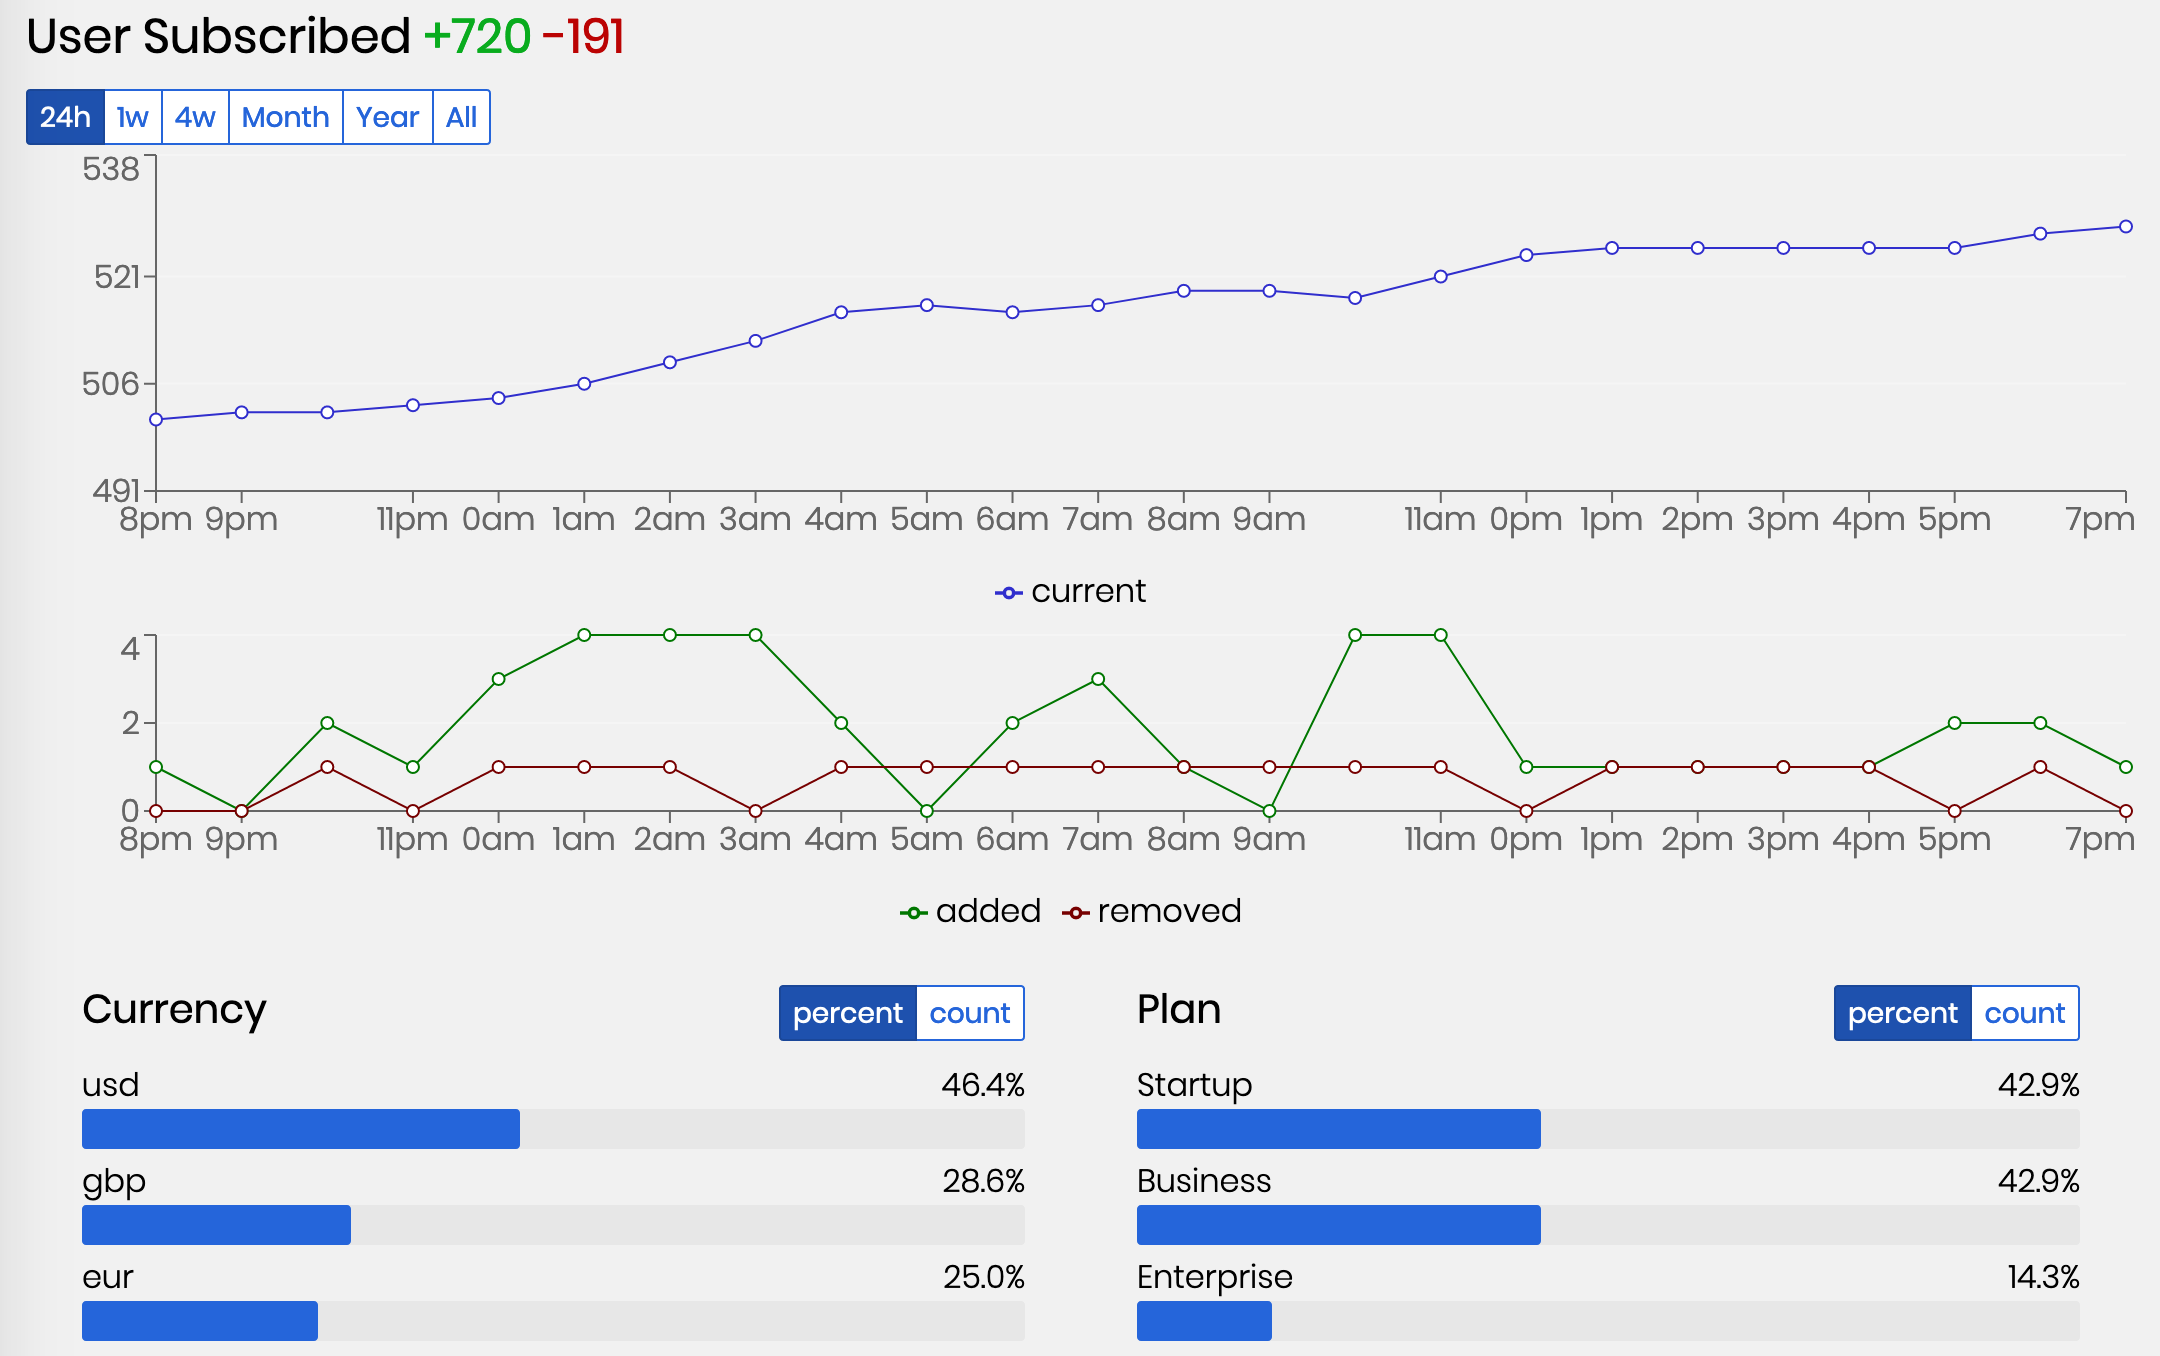 User Subscribed +720 -191
24h 1w 4w Month Year All
538
521
506
491
8pm 9pm 11pm 0am 1am 2am 3am 4am 5am 6am 7am 8am 9am 11am 0pm 1pm 2pm 3pm 4pm 5pm 7pm
current
4
2
0
8pm 9pm 11pm 0am 1am 2am 3am 4am 5am 6am 7am 8am 9am 11am 0pm 1pm 2pm 3pm 4pm 5pm 7pm
added removed
Currency percent count
usd 46.4%
gbp 28.6%
eur 25.0%
Plan percent count
Startup 42.9%
Business 42.9%
Enterprise 14.3%